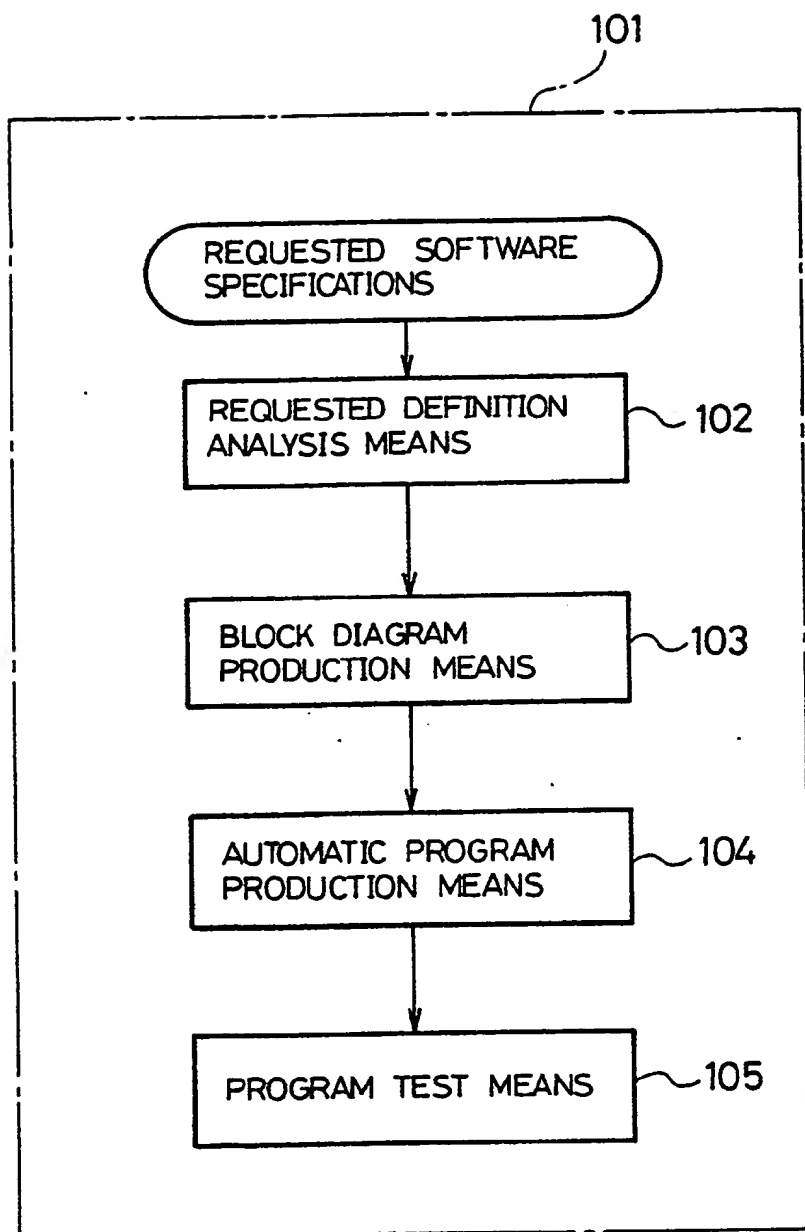 101
REQUESTED SOFTWARE
SPECIFICATIONS
REQUESTED DEFINITION
ANALYSIS MEANS
102
BLOCK DIAGRAM
PRODUCTION MEANS
103
AUTOMATIC PROGRAM
PRODUCTION MEANS
104
PROGRAM TEST MEANS
105